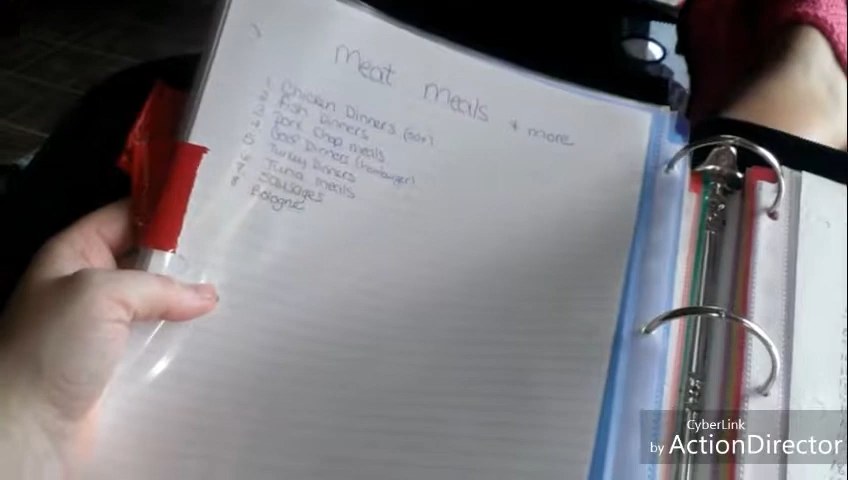 Meat Meals & more
1 Chicken Dinners (50+)
2 Fish Dinners
3 Pork Chop meals
4 Beef Dinners (hamburger)
5 Turkey Dinners
6 Tuna meals
7 Sausages
8 Bologne
CyberLink
by ActionDirector